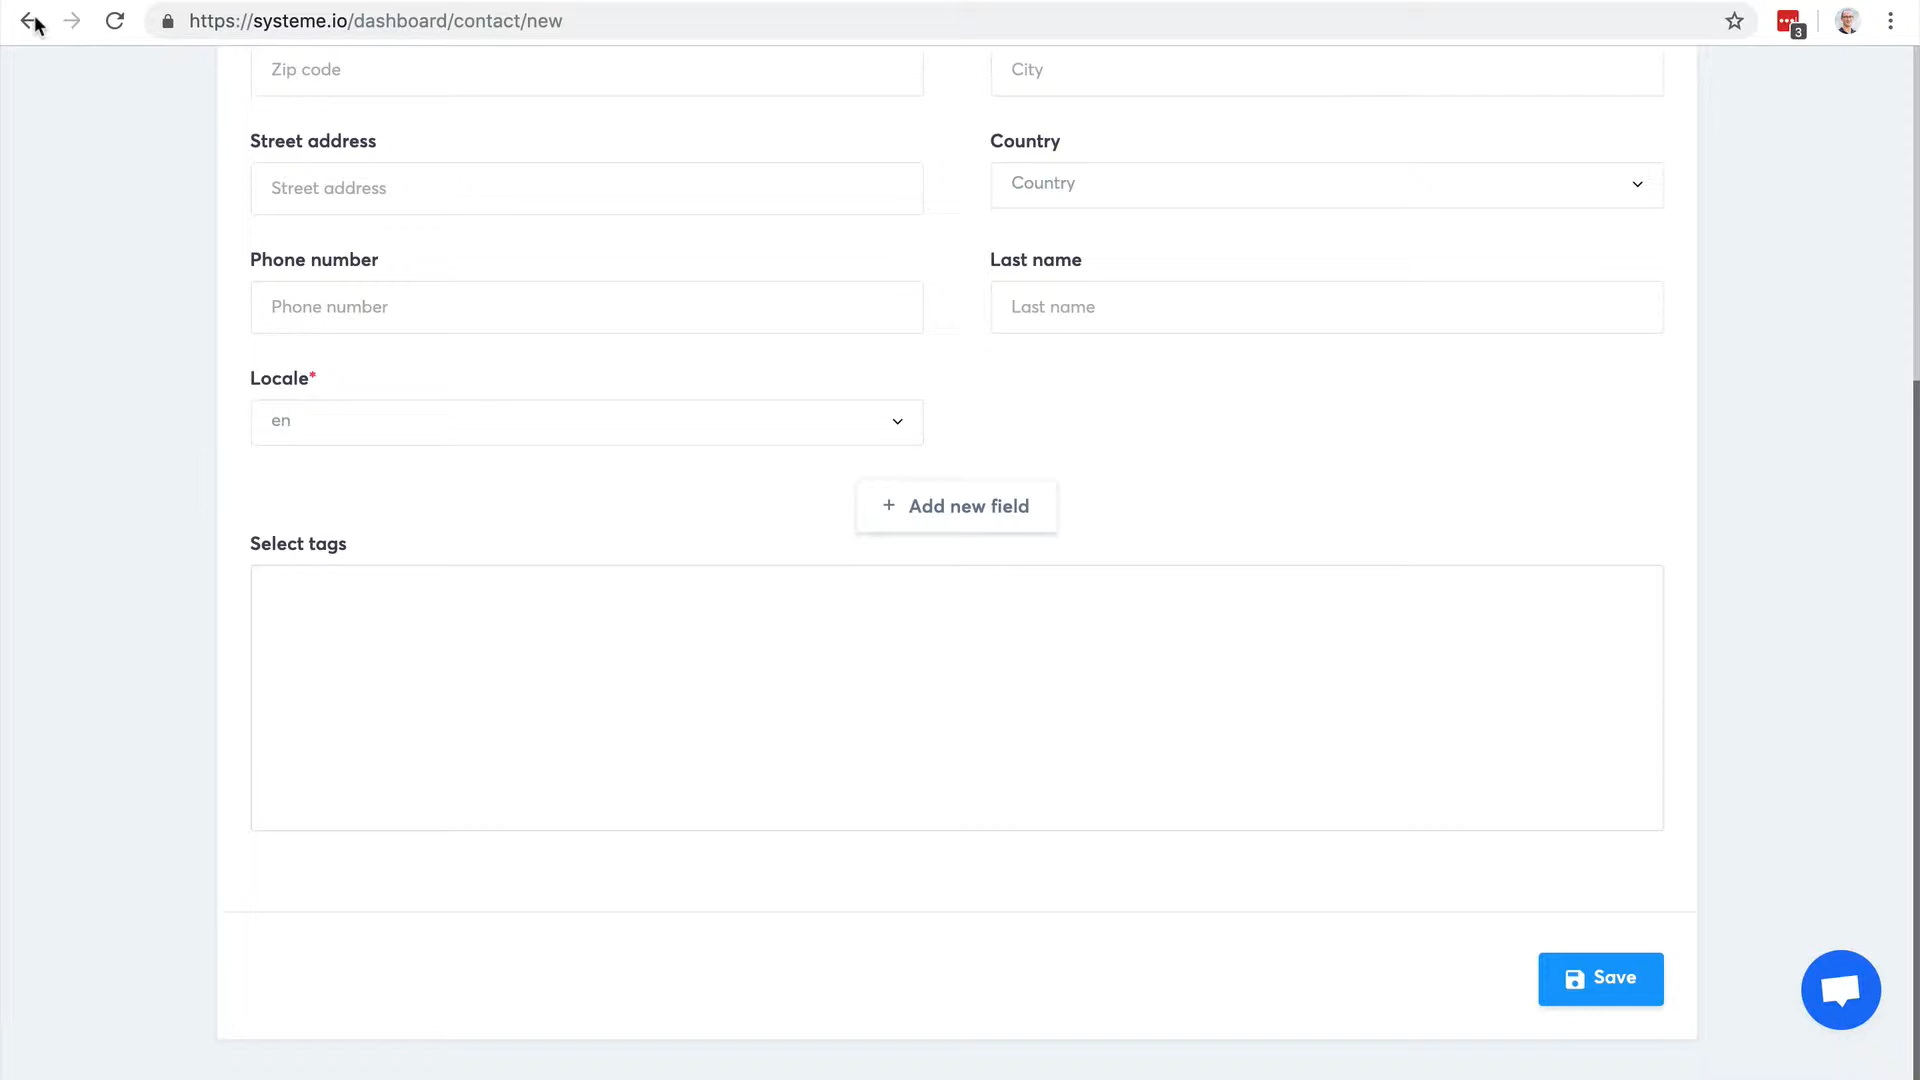 https://systeme.io/dashboard/contact/new
3
Zip code
City
Street address
Country
Street address
Country
Phone number
Last name
Phone number
Last name
Locale*
en
+ Add new field
Select tags
Save